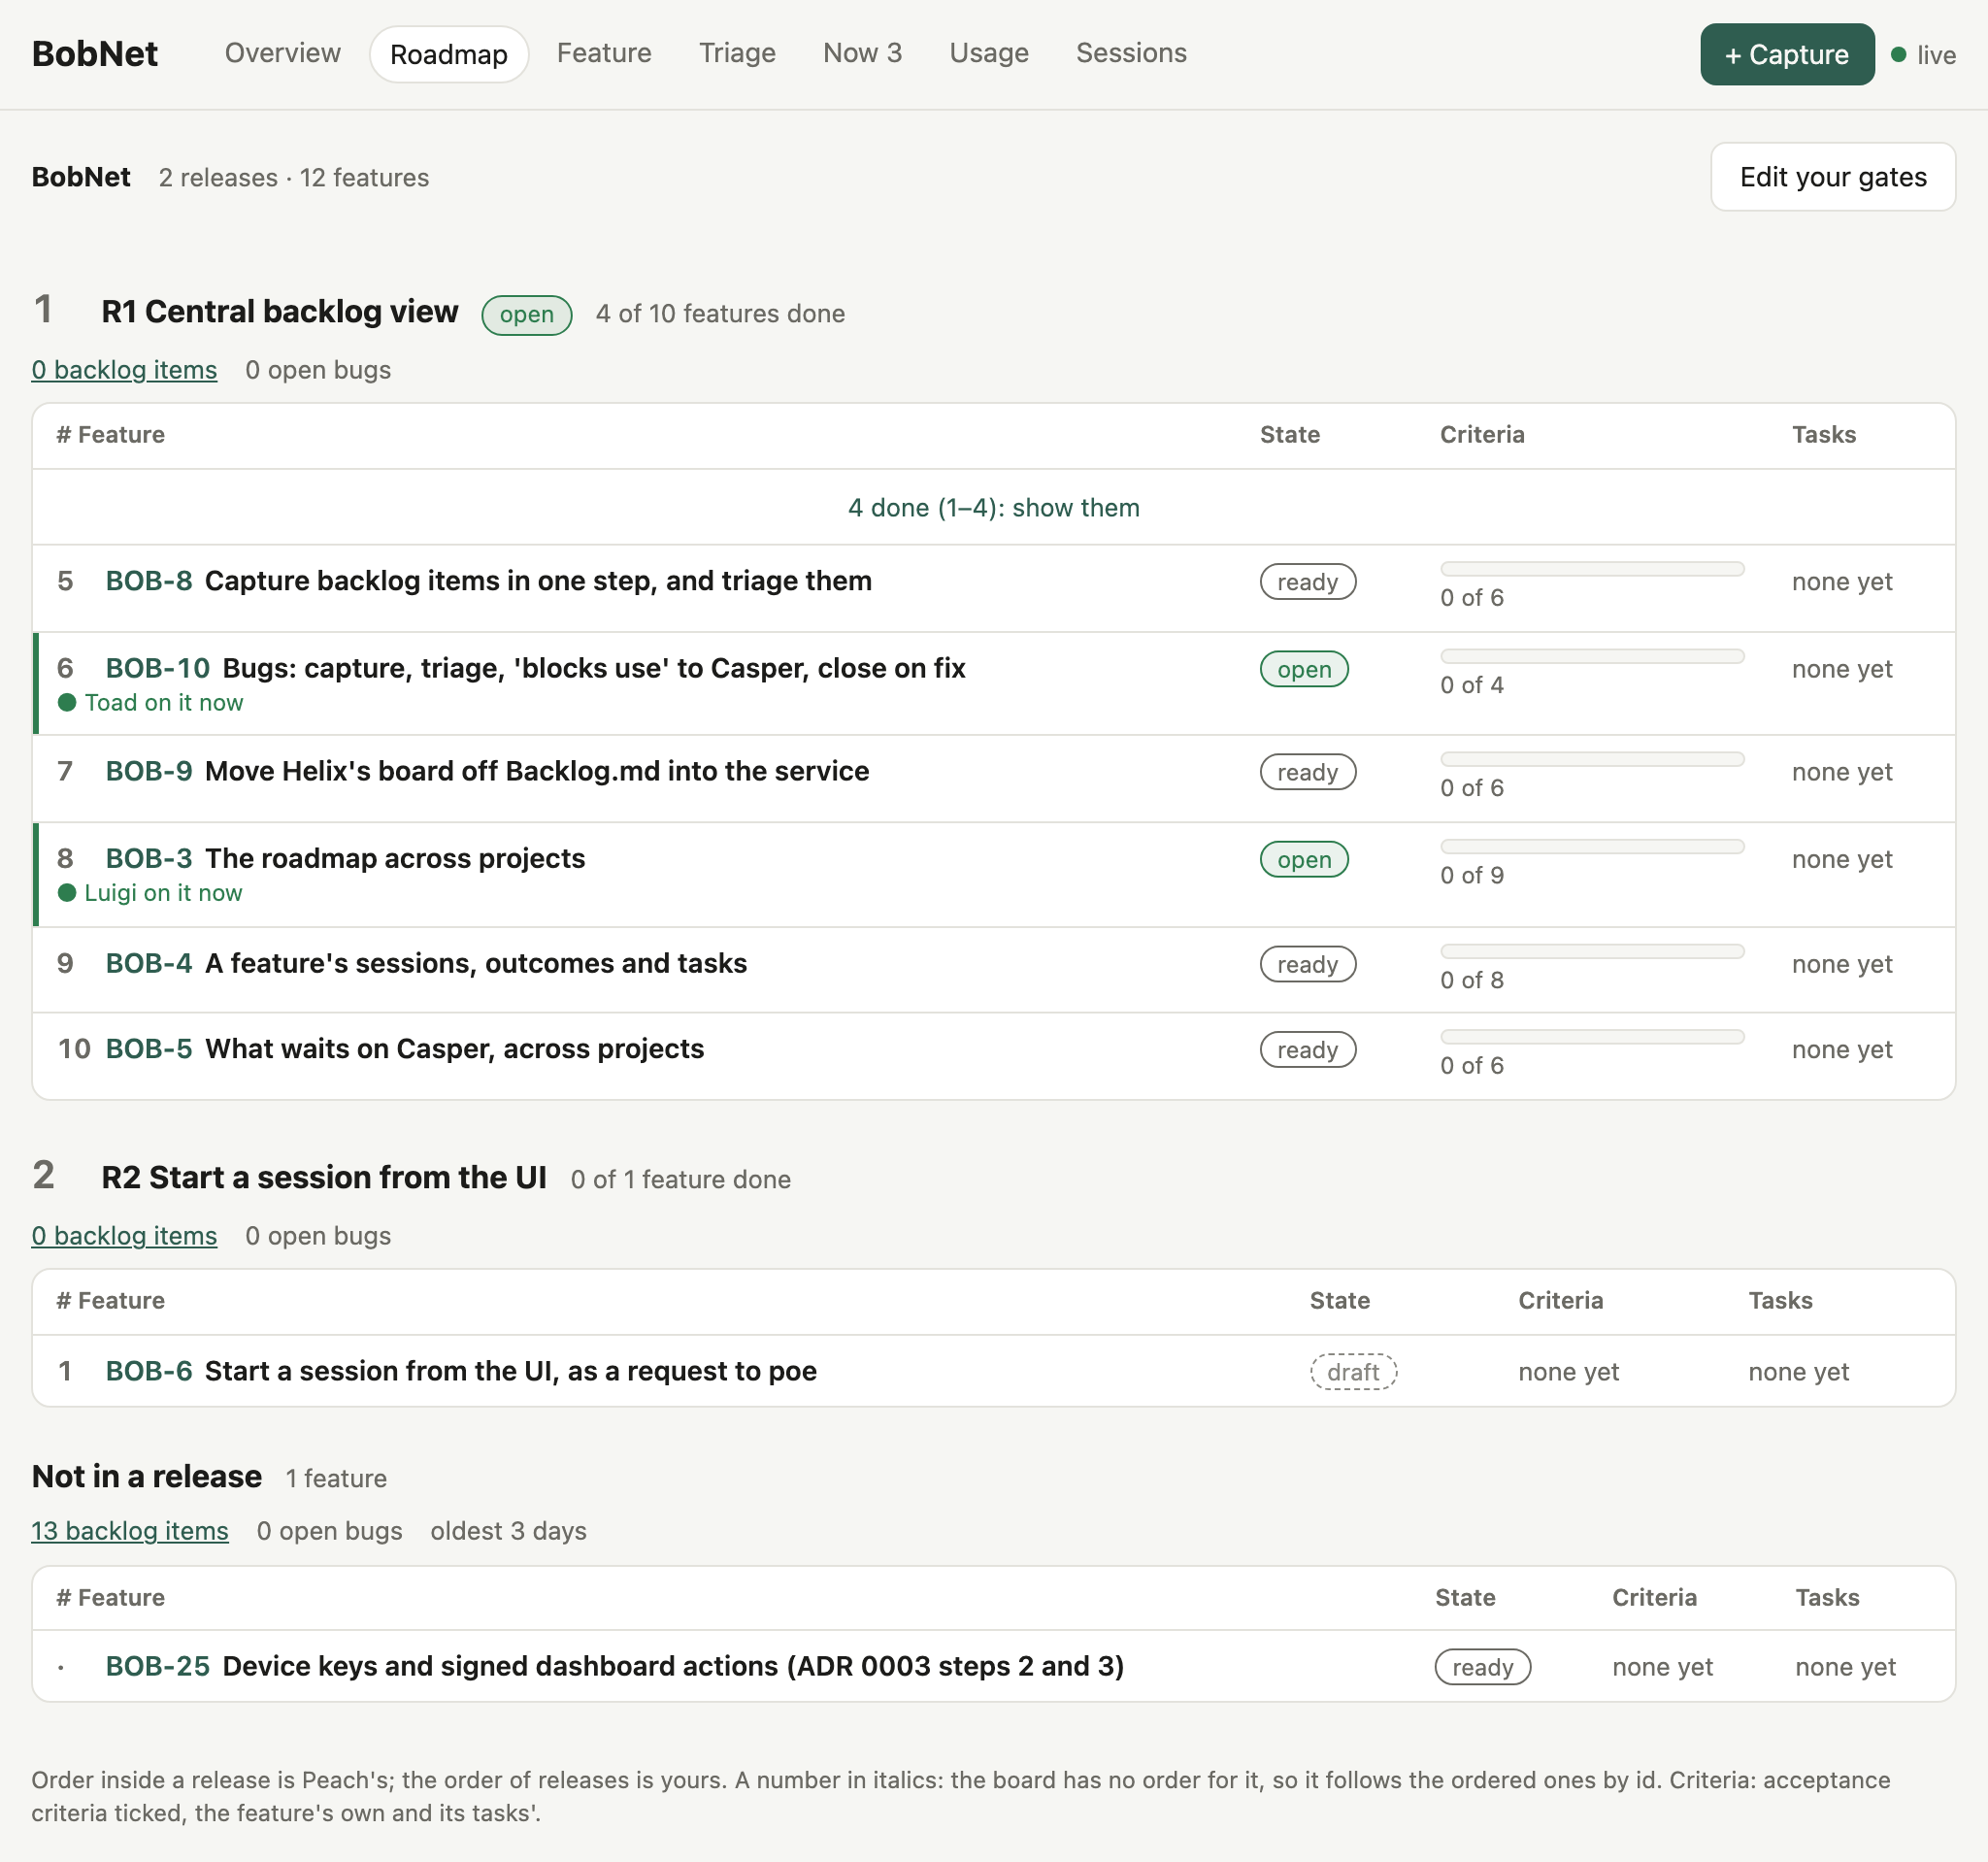 BobNet Overview Roadmap Feature Triage Now 3 Usage Sessions + Capture live
BobNet 2 releases · 12 features Edit your gates
1 R1 Central backlog view open 4 of 10 features done
0 backlog items 0 open bugs
# Feature State Criteria Tasks
4 done (1–4): show them
5 BOB-8 Capture backlog items in one step, and triage them ready 0 of 6 none yet
6 BOB-10 Bugs: capture, triage, 'blocks use' to Casper, close on fix open 0 of 4 none yet
Toad on it now
7 BOB-9 Move Helix's board off Backlog.md into the service ready 0 of 6 none yet
8 BOB-3 The roadmap across projects open 0 of 9 none yet
Luigi on it now
9 BOB-4 A feature's sessions, outcomes and tasks ready 0 of 8 none yet
10 BOB-5 What waits on Casper, across projects ready 0 of 6 none yet
2 R2 Start a session from the UI 0 of 1 feature done
0 backlog items 0 open bugs
# Feature State Criteria Tasks
1 BOB-6 Start a session from the UI, as a request to poe draft none yet none yet
Not in a release 1 feature
13 backlog items 0 open bugs oldest 3 days
# Feature State Criteria Tasks
· BOB-25 Device keys and signed dashboard actions (ADR 0003 steps 2 and 3) ready none yet none yet
Order inside a release is Peach's; the order of releases is yours. A number in italics: the board has no order for it, so it follows the ordered ones by id. Criteria: acceptance
criteria ticked, the feature's own and its tasks'.